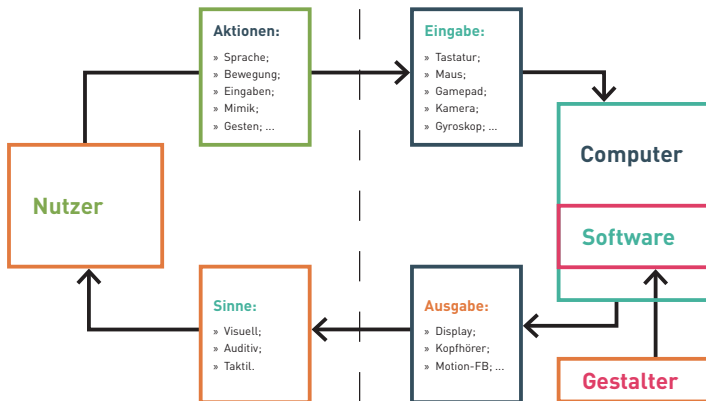 Aktionen:
» Sprache;
» Bewegung;
» Eingaben;
» Mimik;
» Gesten; ...
Eingabe:
» Tastatur;
» Maus;
» Gamepad;
» Kamera;
» Gyroskop; ...
Computer
Nutzer
Software
Sinne:
» Visuell;
» Auditiv;
» Taktil.
Ausgabe:
» Display;
» Kopfhörer;
» Motion-FB; ...
Gestalter